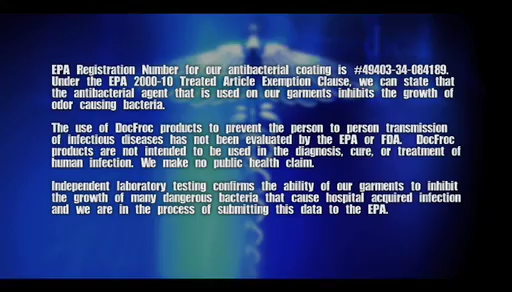 EPA Registration Number for our antibacterial coating is #49403-34-084189.
Under the EPA 2000-10 Treated Article Exemption Clause, we can state that
the antibacterial agent that is used on our garments inhibits the growth of
odor causing bacteria.
The use of DocFroc products to prevent the person to person transmission
of infectious diseases has not been evaluated by the EPA or FDA. DocFroc
products are not intended to be used in the diagnosis, cure, or treatment of
human infection. We make no public health claim.
Independent laboratory testing confirms the ability of our garments to inhibit
the growth of many dangerous bacteria that cause hospital acquired infection
and we are in the process of submitting this data to the EPA.